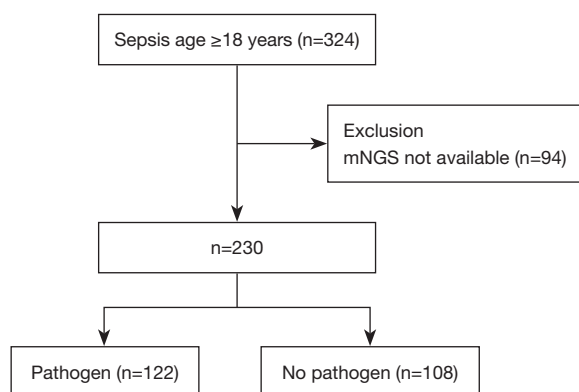 Sepsis age ≥18 years (n=324)
Exclusion
mNGS not available (n=94)
n=230
Pathogen (n=122)
No pathogen (n=108)